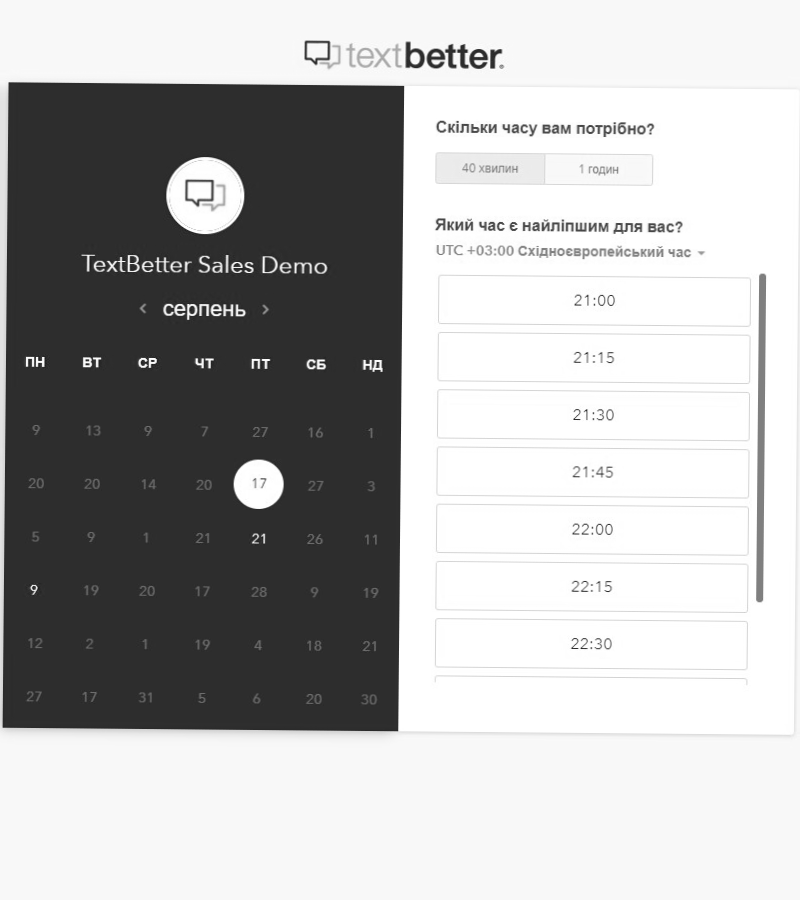 textbetter.
TextBetter Sales Demo
серпень
ПН ВТ СР ЧТ ПТ СБ НД
9 13 9 7 27 16 1
20 20 14 20 17 27 3
5 9 1 21 21 26 11
9 19 20 17 28 9 19
12 2 1 19 4 18 21
27 17 31 5 6 20 30
Скільки часу вам потрібно?
40 хвилин 1 годин
Який час є найліпшим для вас?
UTC +03:00 Східноєвропейський час
21:00
21:15
21:30
21:45
22:00
22:15
22:30